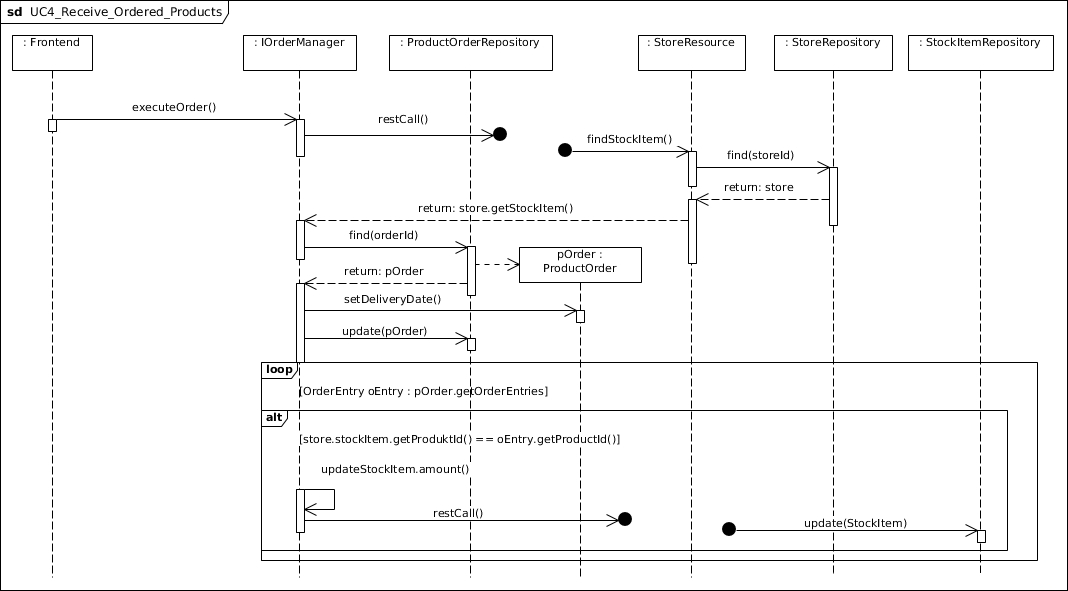 sd UC4_Receive_Ordered_Products
: Frontend
: IOrderManager
: ProductOrderRepository
: StoreResource
: StoreRepository
: StockItemRepository
executeOrder()
restCall()
findStockItem()
find(storeId)
return: store
return: store.getStockItem()
find(orderId)
pOrder :
ProductOrder
return: pOrder
setDeliveryDate()
update(pOrder)
loop
[OrderEntry oEntry : pOrder.getOrderEntries]
alt
[store.stockItem.getProduktId() == oEntry.getProductId()]
updateStockItem.amount()
restCall()
update(StockItem)